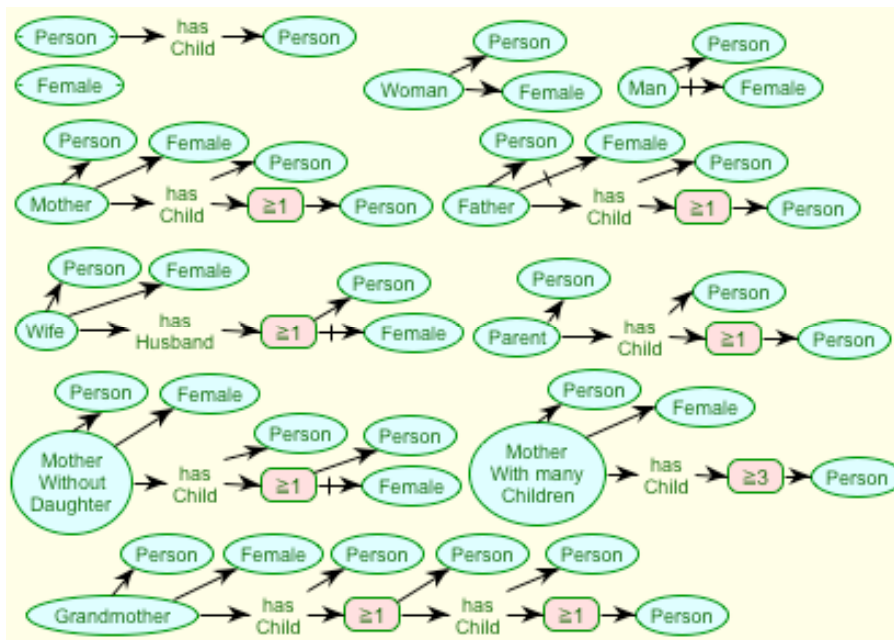 Person
has
Child
Person
Female
Woman
Person
Female
Man
Person
Female
Mother
Person
Female
has
Child
Person
≧1
Person
Father
Person
Female
has
Child
Person
≧1
Person
Wife
Person
Female
has
Husband
≧1
Person
Female
Parent
Person
has
Child
Person
≧1
Person
Mother
Without
Daughter
Person
Female
has
Child
Person
≧1
Person
Female
Mother
With many
Children
Person
Female
has
Child
≧3
Person
Grandmother
Person
Female
has
Child
Person
≧1
Person
has
Child
Person
≧1
Person